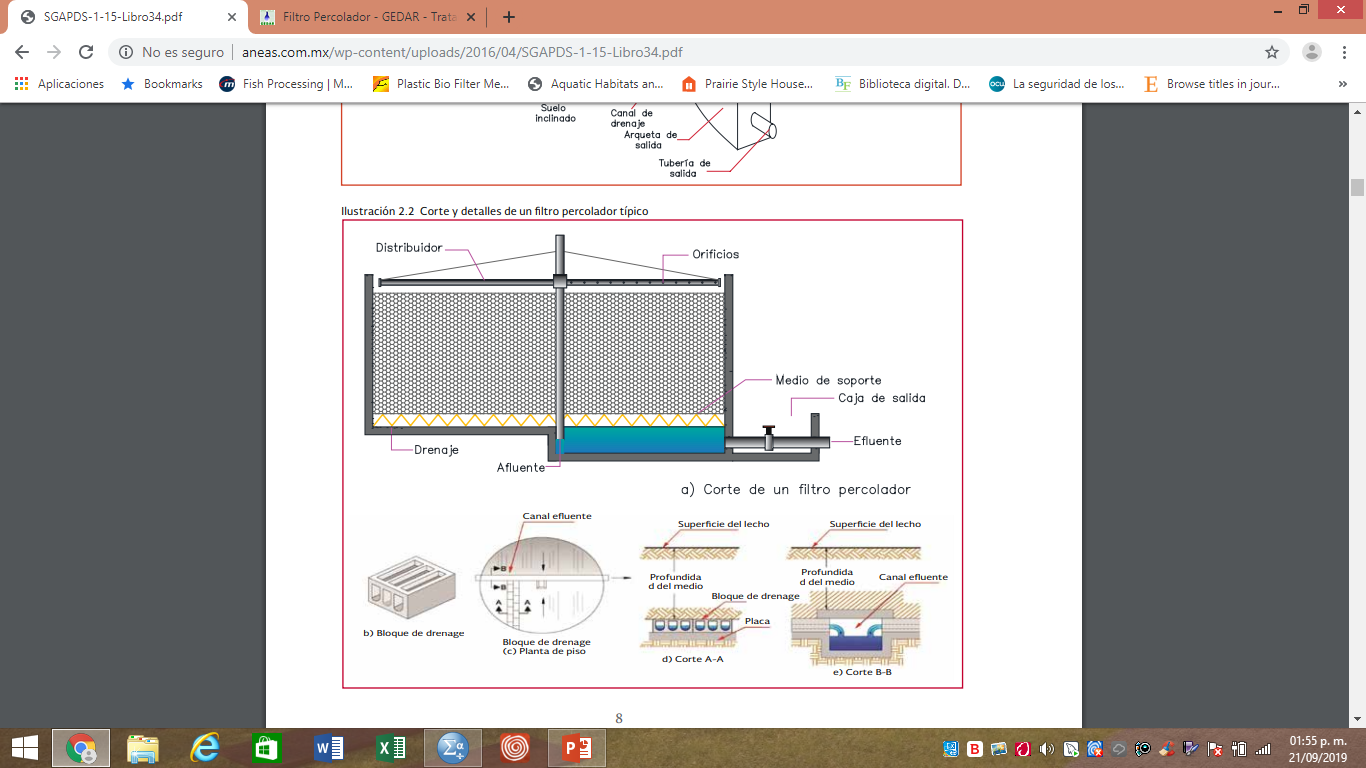 SGAPDS-1-15-Libro34.pdf
Filtro Percolador - GEDAR - Trata
No es seguro
aneas.com.mx/wp-content/uploads/2016/04/SGAPDS-1-15-Libro34.pdf
Aplicaciones
Bookmarks
Fish Processing | M...
Plastic Bio Filter Me...
Aquatic Habitats an...
Prairie Style House...
Biblioteca digital. D...
La seguridad de los...
Browse titles in jour...
Suelo
inclinado
Canal de
drenaje
Arqueta de
salida
Tubería de
salida
Ilustración 2.2 Corte y detalles de un filtro percolador típico
Distribuidor
Orificios
Medio de soporte
Caja de salida
Efluente
Drenaje
Afluente
a) Corte de un filtro percolador
Canal efluente
B
B
A
A
b) Bloque de drenage
Bloque de drenage
(c) Planta de piso
Superficie del lecho
Profundida
d del medio
Bloque de drenage
Placa
d) Corte A-A
Superficie del lecho
Profundida
d del medio
Canal efluente
e) Corte B-B
8
01:55 p. m.
21/09/2019